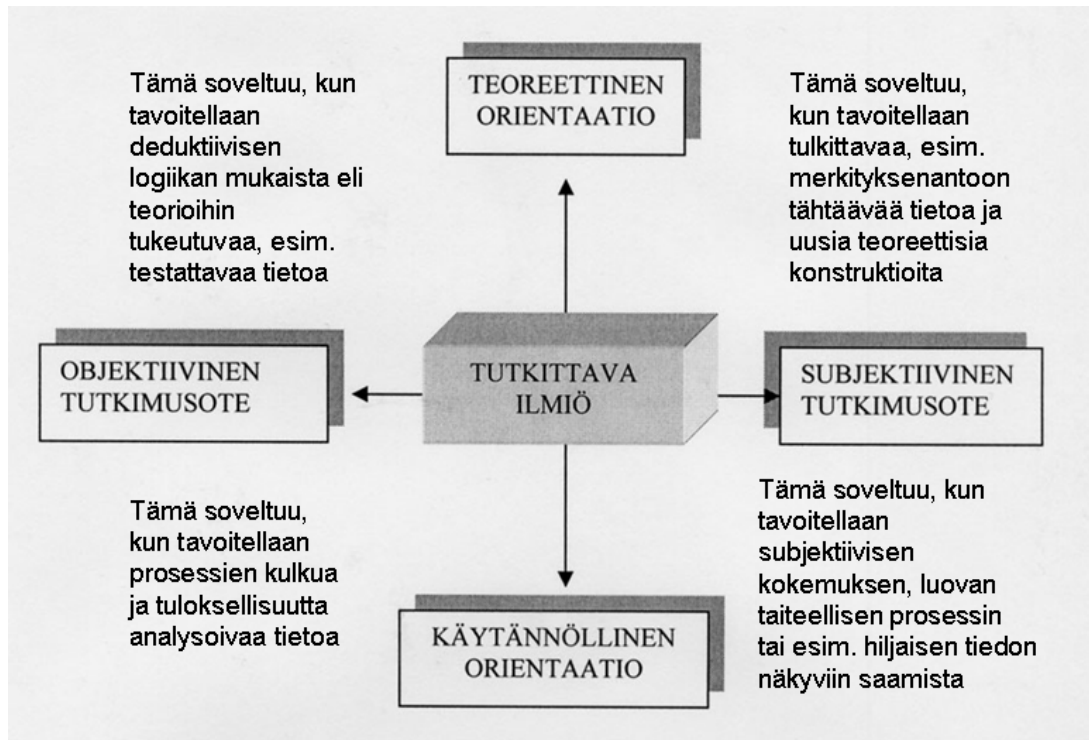 TEOREETTINEN
ORIENTAATIO
Tämä soveltuu, kun
tavoitellaan
deduktiivisen
logiikan mukaista eli
teorioihin
tukeutuvaa, esim.
testattavaa tietoa
Tämä soveltuu,
kun tavoitellaan
tulkittavaa, esim.
merkityksenantoon
tähtäävää tietoa ja
uusia teoreettisia
konstruktioita
OBJEKTIIVINEN
TUTKIMUSOTE
TUTKITTAVA
ILMIÖ
SUBJEKTIIVINEN
TUTKIMUSOTE
Tämä soveltuu,
kun tavoitellaan
prosessien kulkua
ja tuloksellisuutta
analysoivaa tietoa
Tämä soveltuu, kun
tavoitellaan
subjektiivisen
kokemuksen, luovan
taiteellisen prosessin
tai esim. hiljaisen tiedon
näkyviin saamista
KÄYTÄNNÖLLINEN
ORIENTAATIO